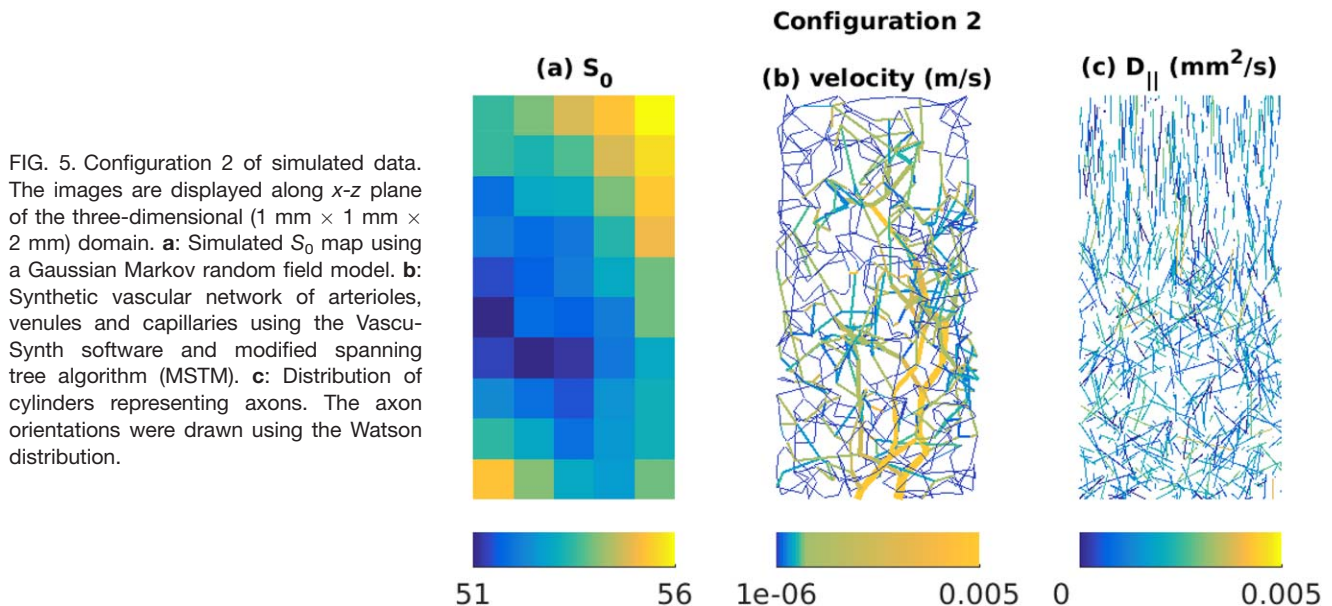 FIG. 5. Configuration 2 of simulated data.
The images are displayed along x-z plane
of the three-dimensional (1 mm × 1 mm ×
2 mm) domain. a: Simulated S0 map using
a Gaussian Markov random field model. b:
Synthetic vascular network of arterioles,
venules and capillaries using the Vascu-
Synth software and modified spanning
tree algorithm (MSTM). c: Distribution of
cylinders representing axons. The axon
orientations were drawn using the Watson
distribution.
Configuration 2
(a) S0
(b) velocity (m/s)
(c) D|| (mm²/s)
51 56
1e-06 0.005
0 0.005